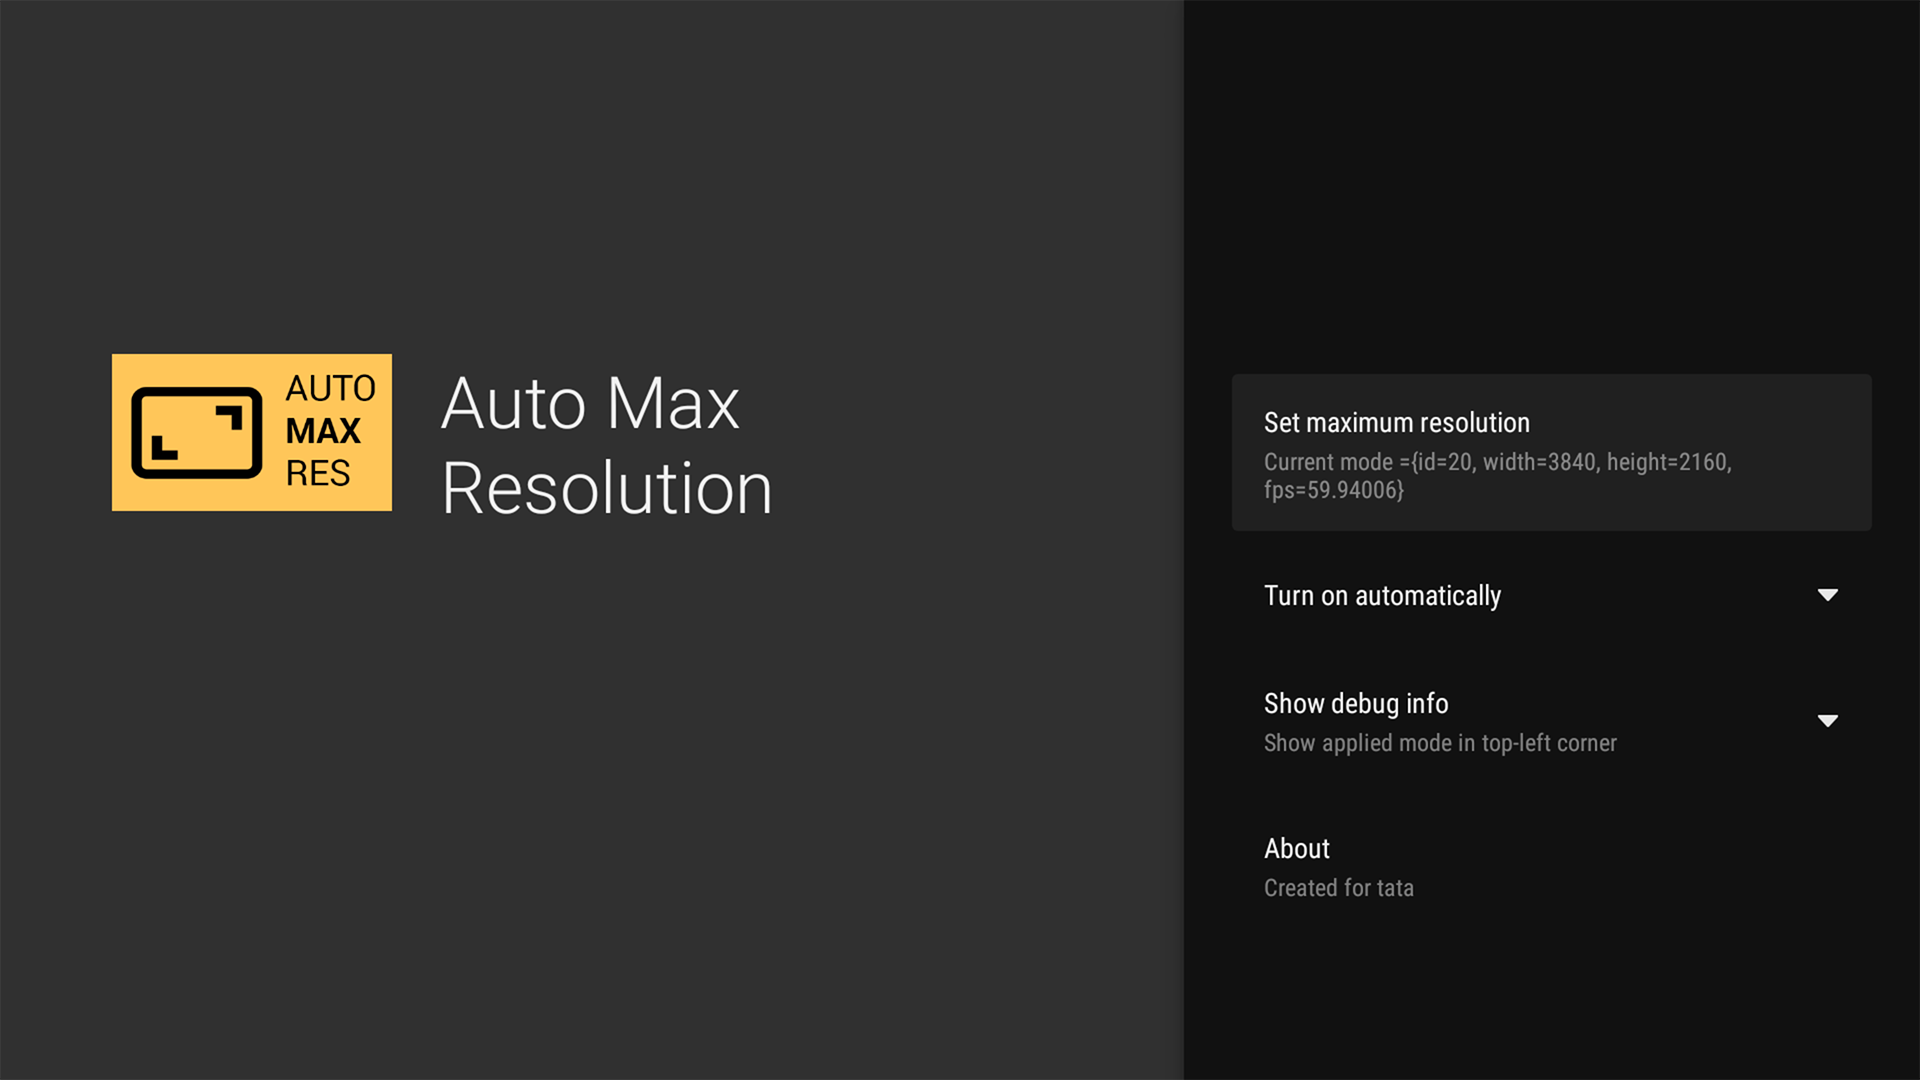 AUTO
MAX
RES
Auto Max
Resolution
Set maximum resolution
Current mode ={id=20, width=3840, height=2160,
fps=59.94006}
Turn on automatically
Show debug info
Show applied mode in top-left corner
About
Created for tata